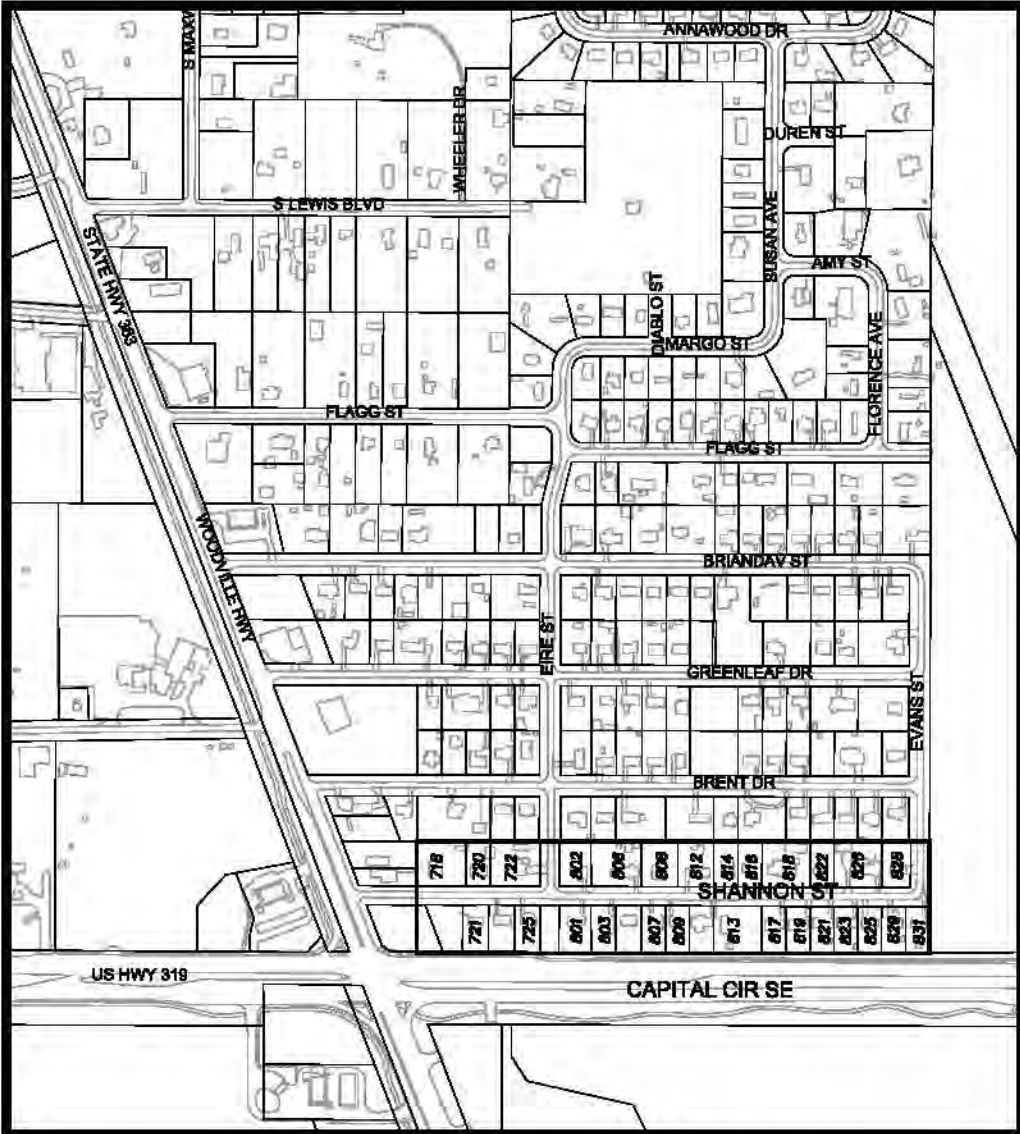 ANNAWOOD DR
S MAXW
WHEELER DR
DUREN ST
S LEWIS BLVD
SUSAN AVE
STATE HWY 363
AMY ST
DIABLO ST
MARGO ST
FLORENCE AVE
FLAGG ST
FLAGG ST
WOODVILLE HWY
BRIANDAV ST
EIRE ST
GREENLEAF DR
EVANS ST
BRENT DR
718 720 722 802 806 808 812 814 816 818 822 826 828
SHANNON ST
721 725 801 803 807 809 813 817 819 821 823 825 829 831
US HWY 319
CAPITAL CIR SE